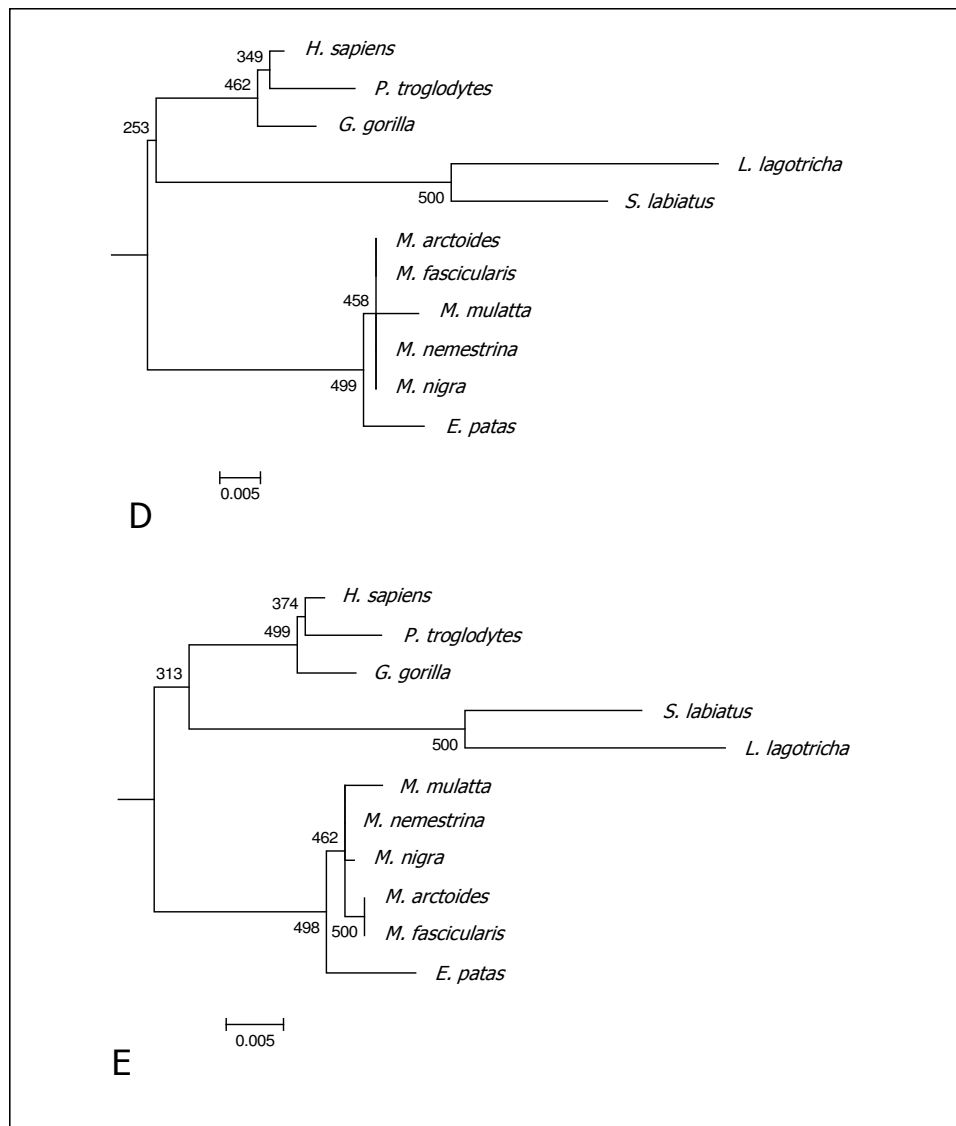 H. sapiens
349
P. troglodytes
462
G. gorilla
253
L. lagotricha
500
S. labiatus
M. arctoides
M. fascicularis
458
M. mulatta
M. nemestrina
499
M. nigra
E. patas
0.005
D
H. sapiens
374
P. troglodytes
499
G. gorilla
313
S. labiatus
500
L. lagotricha
M. mulatta
M. nemestrina
462
M. nigra
M. arctoides
498
500
M. fascicularis
E. patas
0.005
E